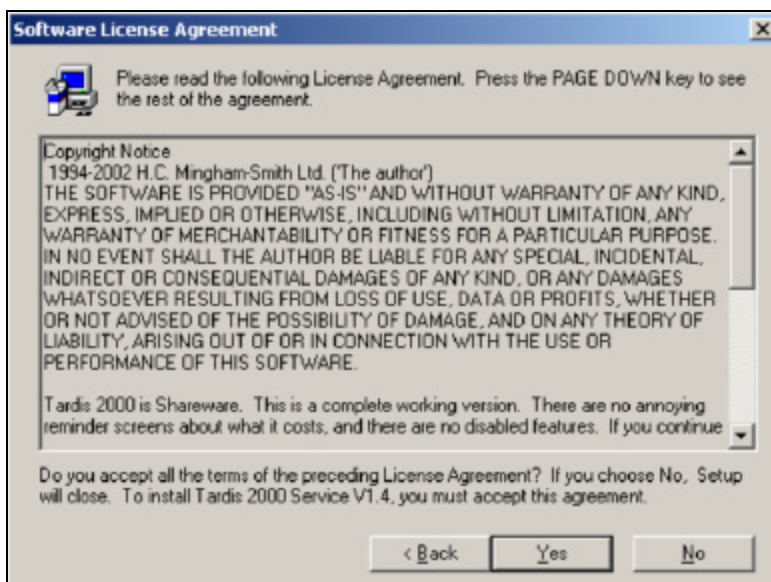 Software License Agreement
Please read the following License Agreement. Press the PAGE DOWN key to see
the rest of the agreement.
Copyright Notice
1994-2002 H.C. Mingham-Smith Ltd. ('The author')
THE SOFTWARE IS PROVIDED "AS-IS" AND WITHOUT WARRANTY OF ANY KIND,
EXPRESS, IMPLIED OR OTHERWISE, INCLUDING WITHOUT LIMITATION, ANY
WARRANTY OF MERCHANTABILITY OR FITNESS FOR A PARTICULAR PURPOSE.
IN NO EVENT SHALL THE AUTHOR BE LIABLE FOR ANY SPECIAL, INCIDENTAL,
INDIRECT OR CONSEQUENTIAL DAMAGES OF ANY KIND, OR ANY DAMAGES
WHATSOEVER RESULTING FROM LOSS OF USE, DATA OR PROFITS, WHETHER
OR NOT ADVISED OF THE POSSIBILITY OF DAMAGE, AND ON ANY THEORY OF
LIABILITY, ARISING OUT OF OR IN CONNECTION WITH THE USE OR
PERFORMANCE OF THIS SOFTWARE.
Tardis 2000 is Shareware. This is a complete working version. There are no annoying
reminder screens about what it costs, and there are no disabled features. If you continue
Do you accept all the terms of the preceding License Agreement? If you choose No, Setup
will close. To install Tardis 2000 Service V1.4, you must accept this agreement.
< Back Yes No